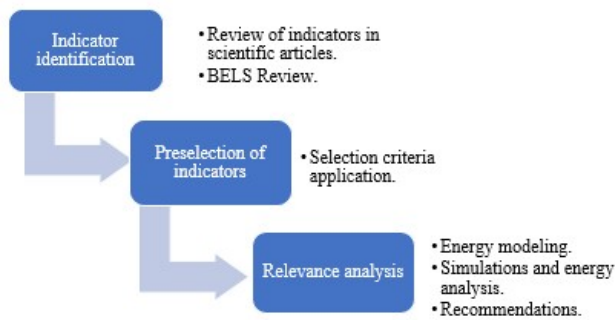 Indicator
identification
• Review of indicators in
scientific articles.
• BELS Review.
Preselection of
indicators
• Selection criteria
application.
Relevance analysis
• Energy modeling.
• Simulations and energy
analysis.
• Recommendations.